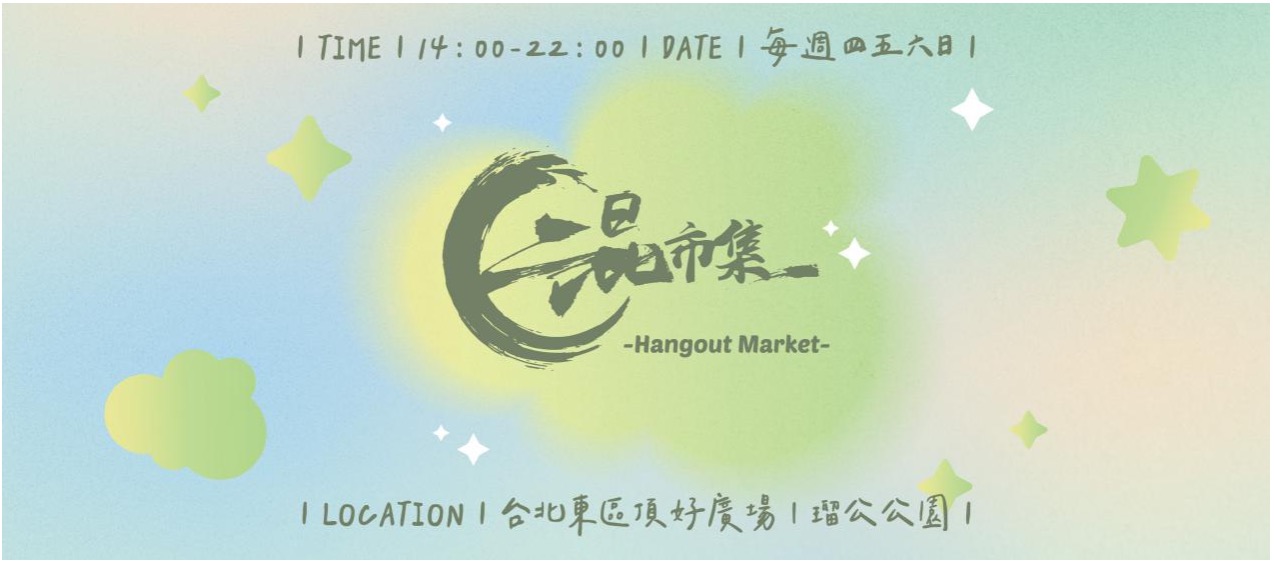 | TIME | 14：00-22：00 | DATE | 每週四五六日 |
混市集
-Hangout Market-
| LOCATION | 台北東區頂好廣場 | 瑠公公園 |